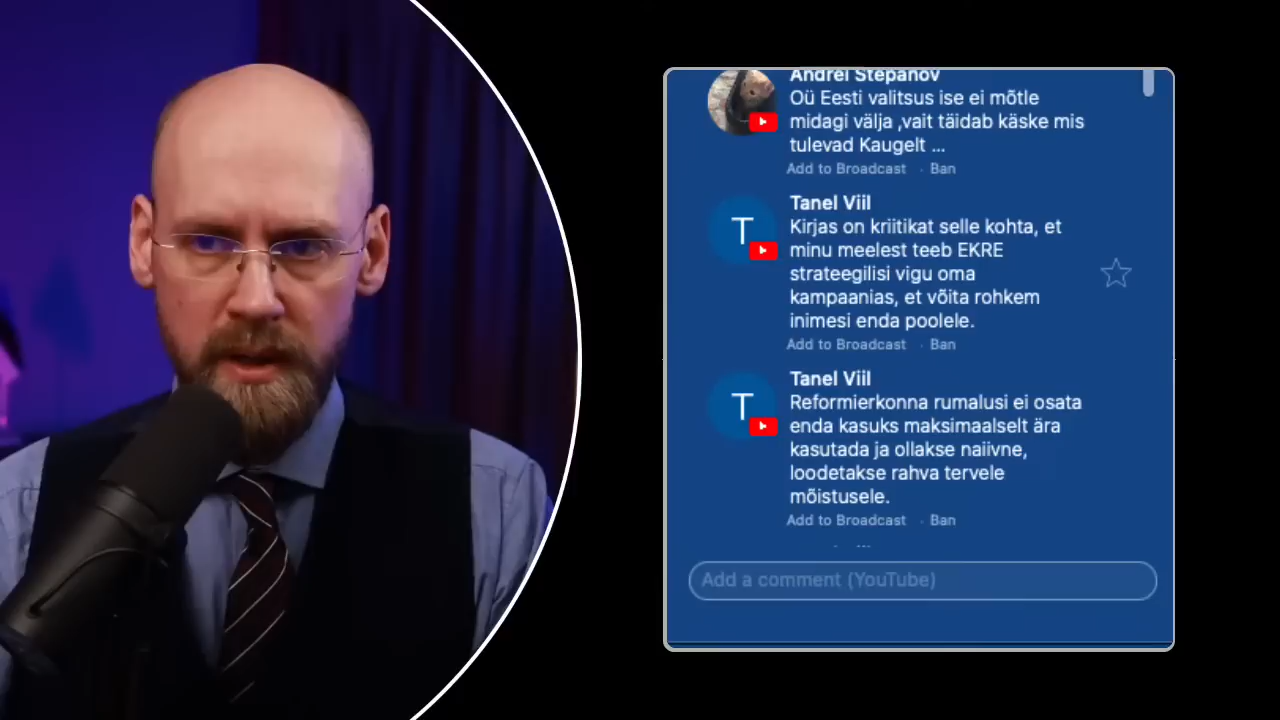 Andrei Stepanov
Oü Eesti valitsus ise ei mõtle
midagi välja ,vait täidab käske mis
tulevad Kaugelt ...
Add to Broadcast · Ban
T
Tanel Viil
Kirjas on kriitikat selle kohta, et
minu meelest teeb EKRE
strateegilisi vigu oma
kampaanias, et võita rohkem
inimesi enda poolele.
Add to Broadcast · Ban
T
Tanel Viil
Reformierkonna rumalusi ei osata
enda kasuks maksimaalselt ära
kasutada ja ollakse naiivne,
loodetakse rahva tervele
mõistusele.
Add to Broadcast · Ban
Add a comment (YouTube)